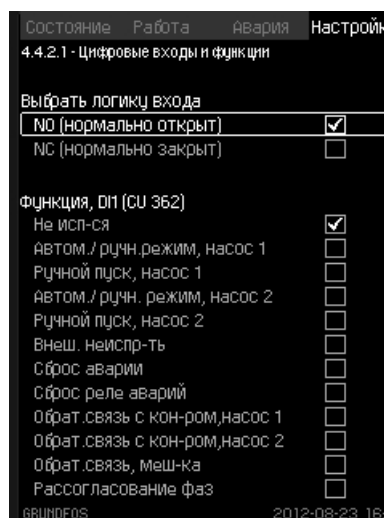 Состояние Работа Авария Настройк
4.4.2.1 - Цифровые входы и функции
Выбрать логику входа
NO (нормально открыт)
NC (нормально закрыт)
Функция, DI1 (CU 362)
Не исп-ся
Автом./ ручн.режим, насос 1
Ручной пуск, насос 1
Автом./ ручн. режим, насос 2
Ручной пуск, насос 2
Внеш. неиспр-ть
Сброс аварии
Сброс реле аварий
Обрат.связь с кон-ром,насос 1
Обрат.связь с кон-ром,насос 2
Обрат.связь, меш-ка
Рассогласование фаз
GRUNDFOS 2012-08-23 16